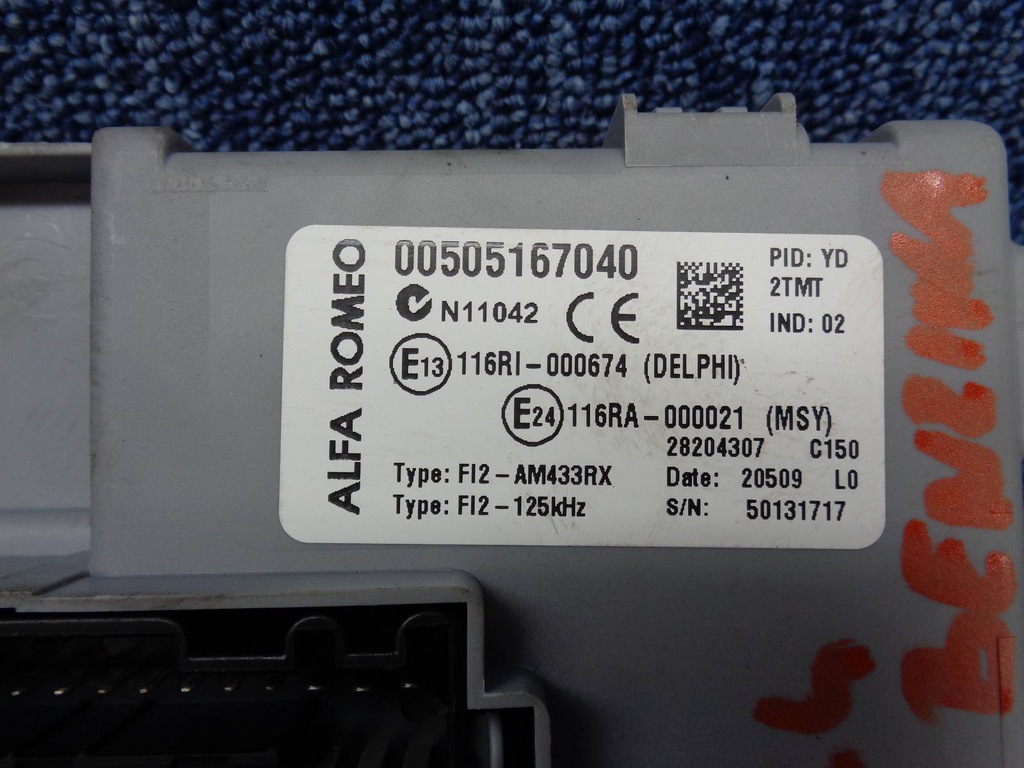 ALFA ROMEO
00505167040
N11042 CE
PID: YD
2TMT
IND: 02
E13 116RI-000674 (DELPHI)
E24 116RA-000021 (MSY)
28204307 C150
Type: FI2-AM433RX Date: 20509 L0
Type: FI2-125kHz S/N: 50131717